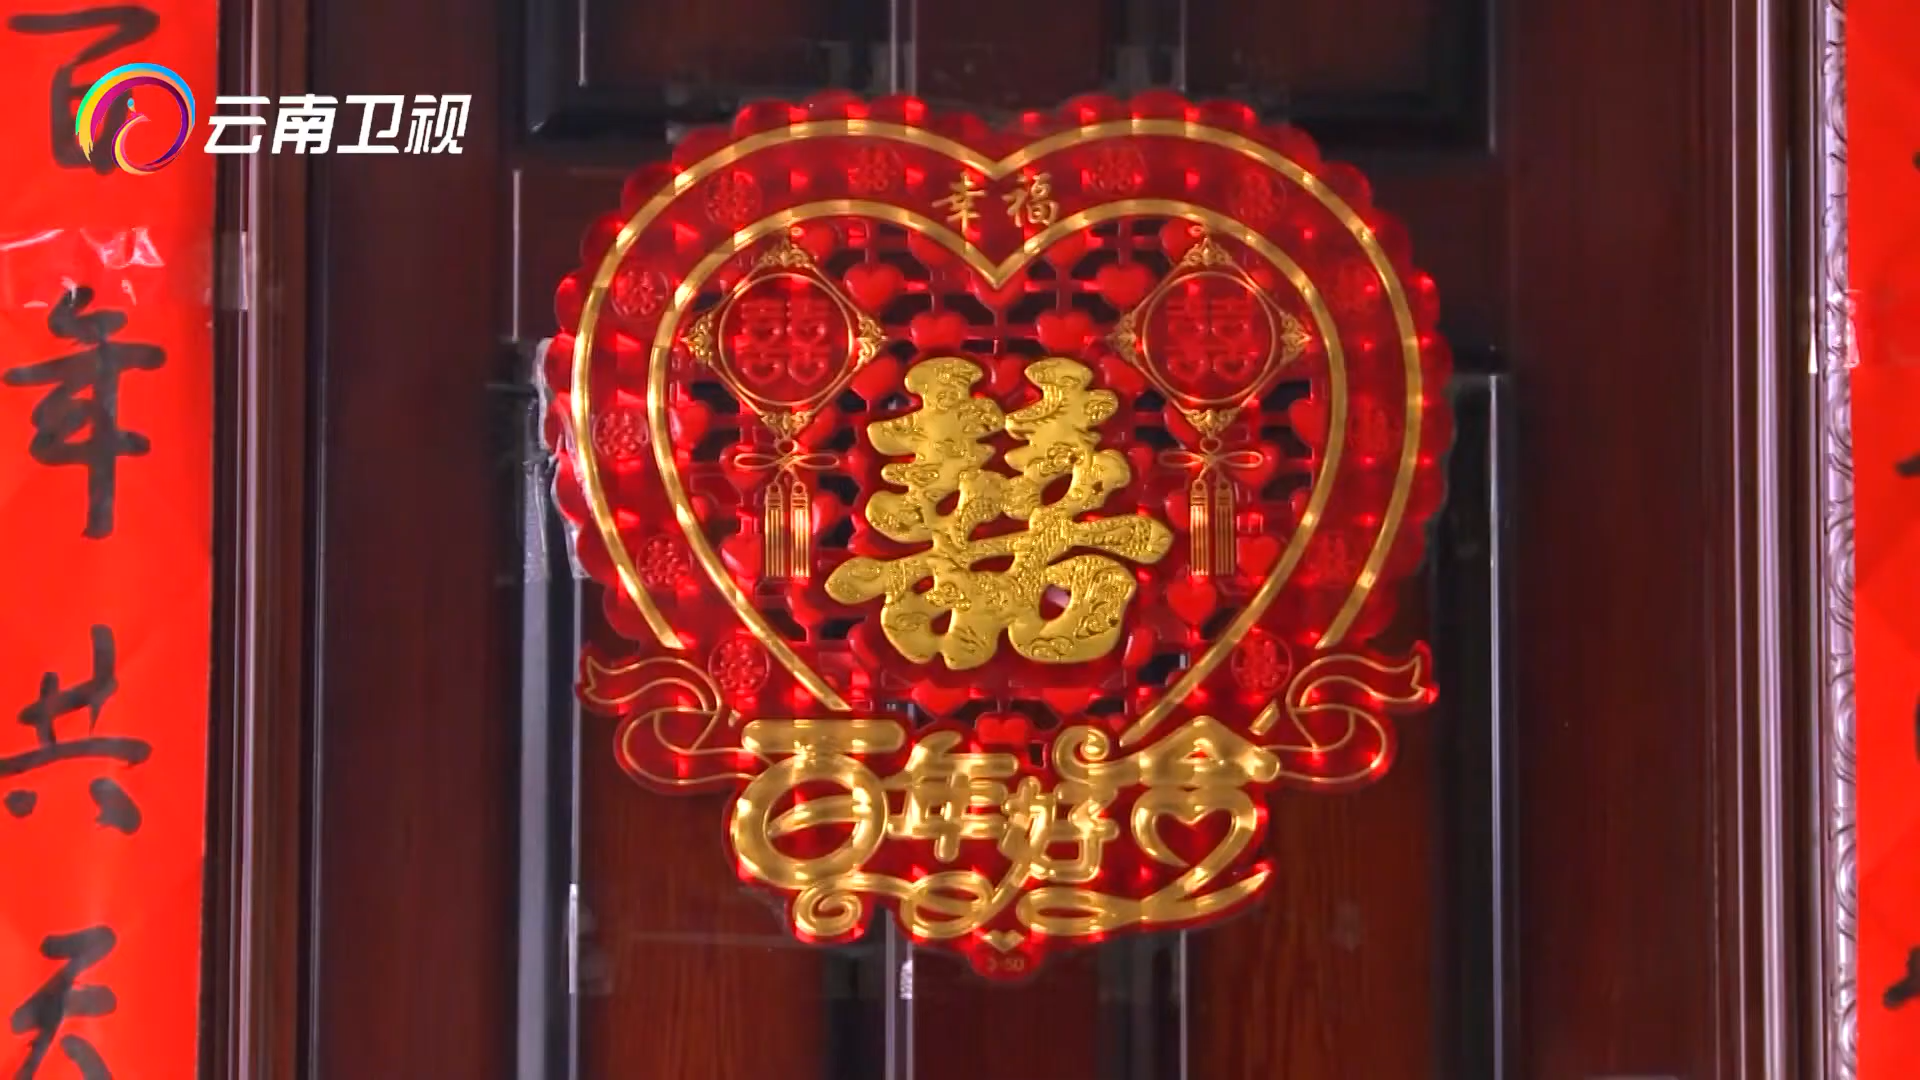 云南卫视
百年共天
幸福
囍
百年好合